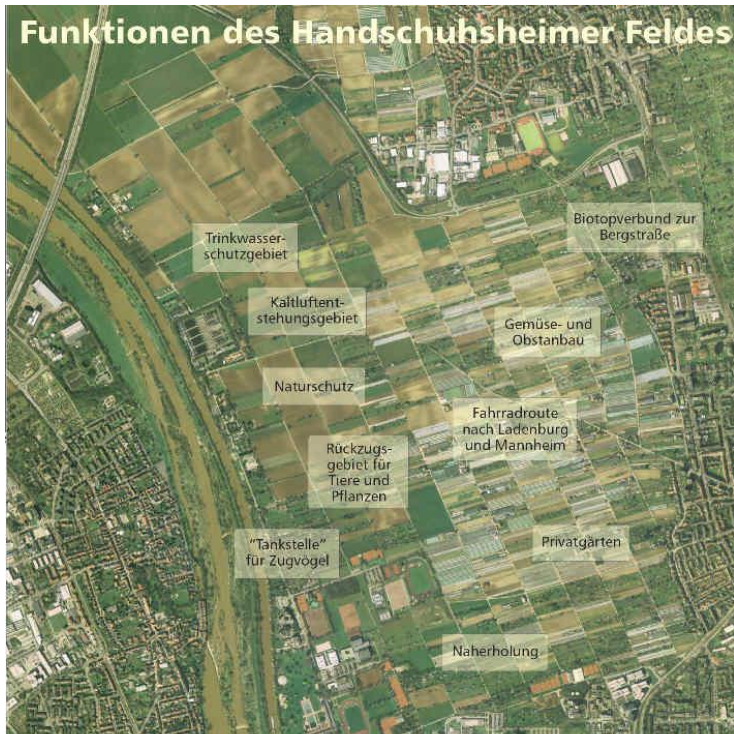 Funktionen des Handschuhsheimer Feldes
Biotopverbund zur
Bergstraße
Trinkwasser-
schutzgebiet
Kaltluftent-
stehungsgebiet
Gemüse- und
Obstanbau
Naturschutz
Fahrradroute
nach Ladenburg
und Mannheim
Rückzugs-
gebiet für
Tiere und
Pflanzen
"Tankstelle"
für Zugvögel
Privatgärten
Naherholung